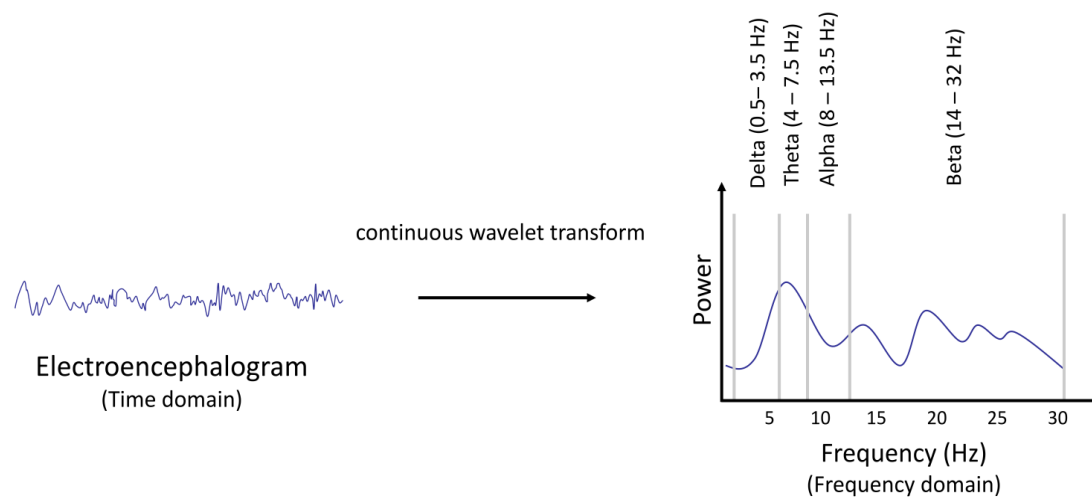 Delta (0.5– 3.5 Hz)
Theta (4 – 7.5 Hz)
Alpha (8 – 13.5 Hz)
Beta (14 – 32 Hz)
continuous wavelet transform
Power
Electroencephalogram
(Time domain)
5 10 15 20 25 30
Frequency (Hz)
(Frequency domain)